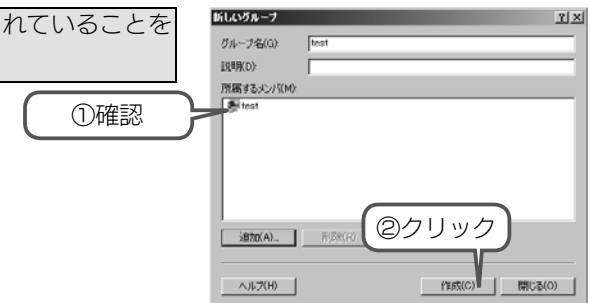 れていることを
新しいグループ
グループ名(G):
test
説明(D):
所属するメンバ(M):
test
①確認
②クリック
追加(A)...
削除(R)
ヘルプ(H)
作成(C)
閉じる(O)